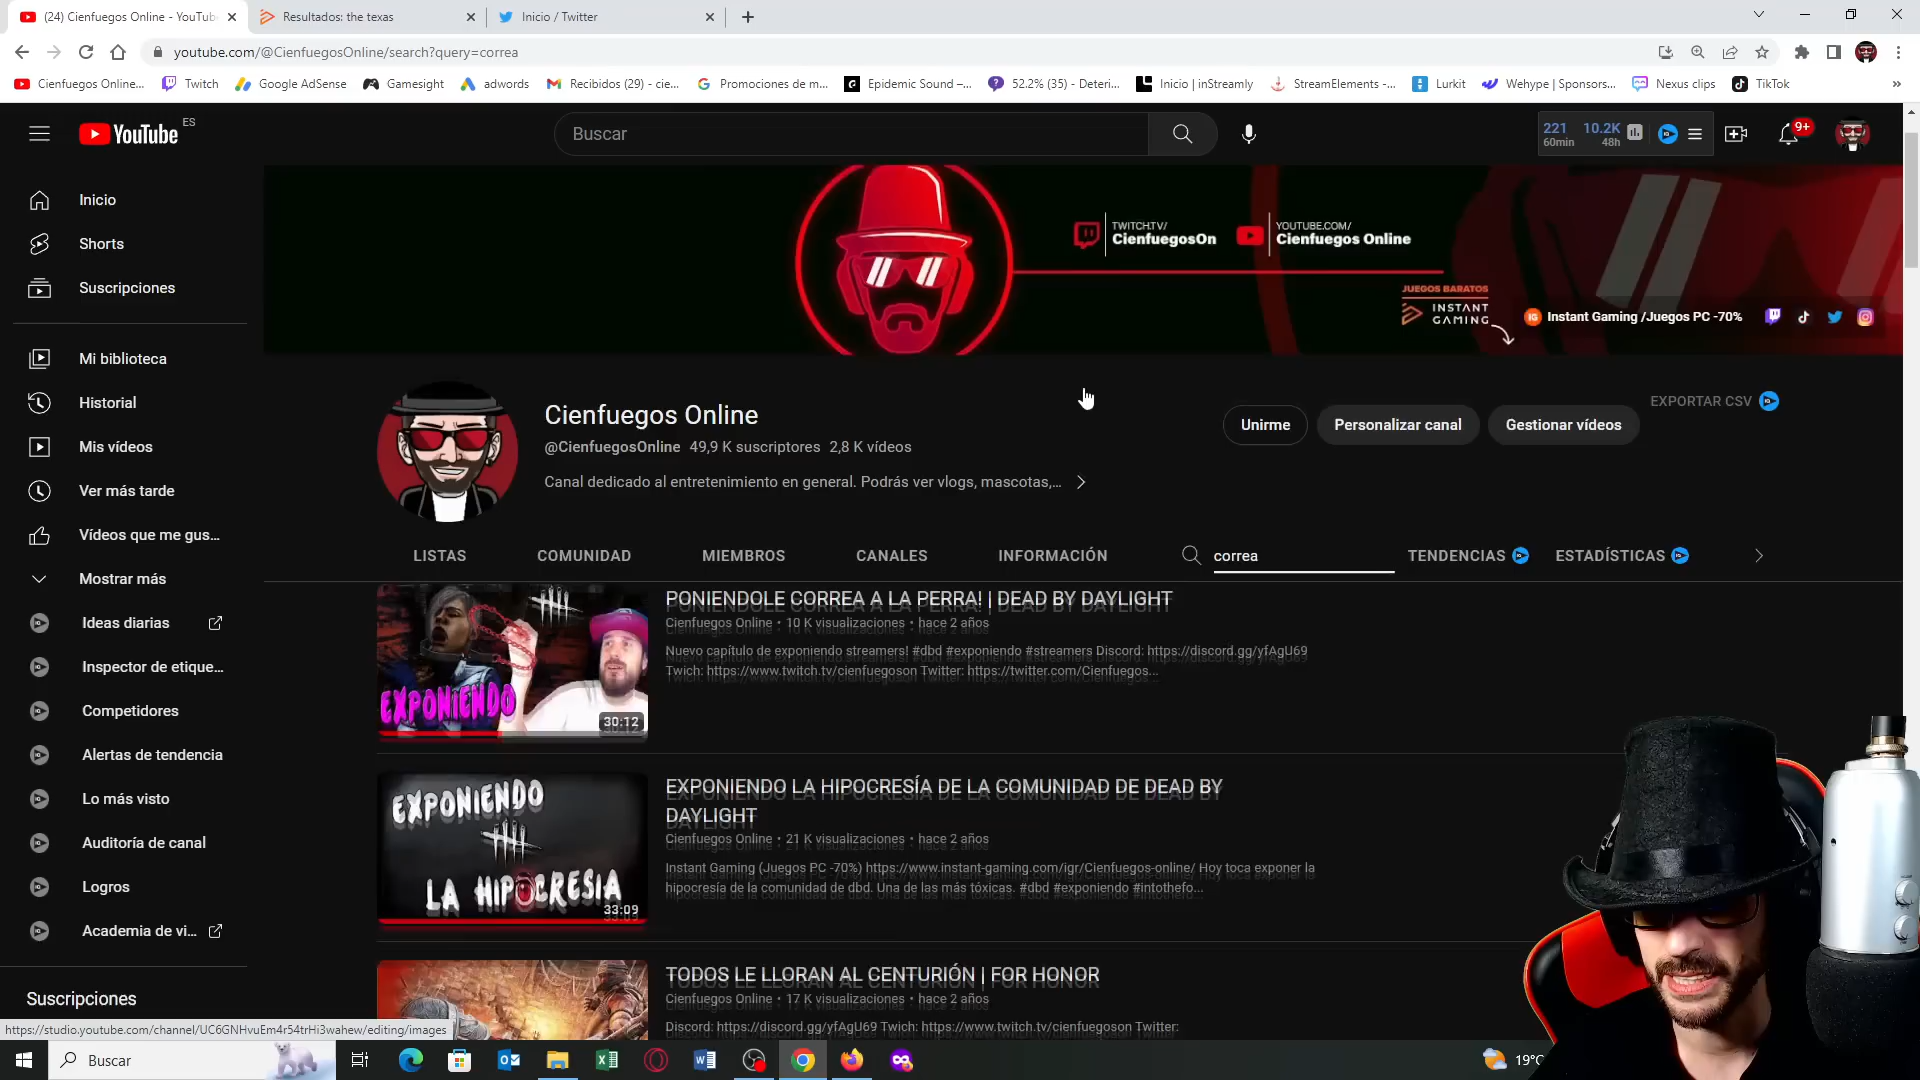 (24) Cienfuegos Online - YouTub
Resultados: the texas
Inicio / Twitter
youtube.com/@CienfuegosOnline/search?query=correa
Cienfuegos Online...
Twitch
Google AdSense
Gamesight
adwords
Recibidos (29) - cie...
Promociones de m...
Epidemic Sound –...
52.2% (35) - Deteri...
Inicio | inStreamly
StreamElements -...
Lurkit
Wehype | Sponsors...
Nexus clips
TikTok
YouTube ES
Buscar
221 60min
10.2K 48h
9+
Inicio
Shorts
Suscripciones
Mi biblioteca
Historial
Mis vídeos
Ver más tarde
Vídeos que me gus...
Mostrar más
Ideas diarias
Inspector de etique...
Competidores
Alertas de tendencia
Lo más visto
Auditoría de canal
Logros
Academia de vi...
Suscripciones
TWITCH.TV/
CienfuegosOn
YOUTUBE.COM/
Cienfuegos Online
JUEGOS BARATOS
INSTANT
GAMING
Instant Gaming /Juegos PC -70%
Cienfuegos Online
@CienfuegosOnline 49,9 K suscriptores 2,8 K vídeos
Canal dedicado al entretenimiento en general. Podrás ver vlogs, mascotas,...
Unirme
Personalizar canal
Gestionar vídeos
EXPORTAR CSV
LISTAS
COMUNIDAD
MIEMBROS
CANALES
INFORMACIÓN
correa
TENDENCIAS
ESTADÍSTICAS
EXPONIENDO
30:12
PONIENDOLE CORREA A LA PERRA! | DEAD BY DAYLIGHT
Cienfuegos Online • 10 K visualizaciones • hace 2 años
Nuevo capítulo de exponiendo streamers! #dbd #exponiendo #streamers Discord: https://discord.gg/yfAgU69
Twich: https://www.twitch.tv/cienfuegoson Twitter: https://twitter.com/Cienfuegos...
EXPONIENDO
LA HIPOCRESIA
33:09
EXPONIENDO LA HIPOCRESÍA DE LA COMUNIDAD DE DEAD BY
DAYLIGHT
Cienfuegos Online • 21 K visualizaciones • hace 2 años
Instant Gaming (Juegos PC -70%) https://www.instant-gaming.com/igr/Cienfuegos-online/ Hoy toca exponer la
hipocresía de la comunidad de dbd. Una de las más tóxicas. #dbd #exponiendo #intothefo...
TODOS LE LLORAN AL CENTURIÓN | FOR HONOR
Cienfuegos Online • 17 K visualizaciones • hace 2 años
Discord: https://discord.gg/yfAgU69 Twich: https://www.twitch.tv/cienfuegoson Twitter:
https://studio.youtube.com/channel/UC6GNHvuEm4r54trHi3wahew/editing/images
Buscar
19°C